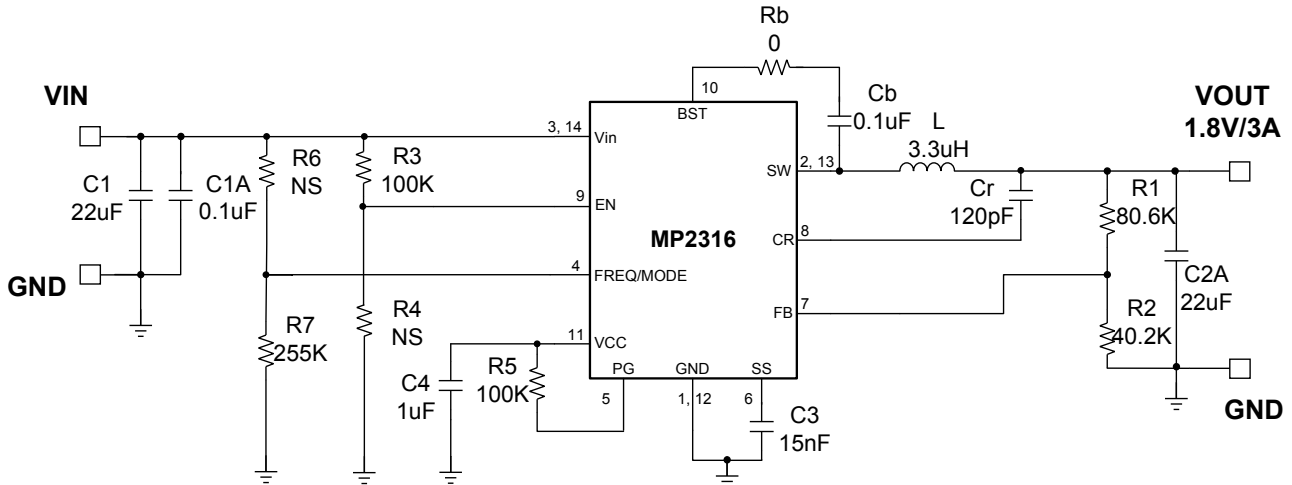 Rb
0
10
BST
Cb
0.1uF
L
3.3uH
VIN
VOUT
1.8V/3A
3, 14
Vin
R6
NS
R3
100K
SW
2, 13
C1
22uF
C1A
0.1uF
Cr
120pF
R1
80.6K
9
EN
MP2316
CR
8
GND
4
FREQ/MODE
C2A
22uF
R7
255K
R4
NS
FB
7
R2
40.2K
11
VCC
R5
100K
PG
GND
SS
C4
1uF
5
1, 12
6
C3
15nF
GND